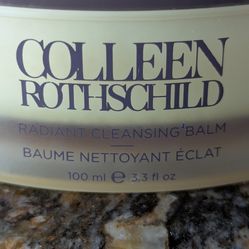 COLLEEN
ROTHSCHILD
RADIANT CLEANSING BALM
BAUME NETTOYANT ÉCLAT
100 ml ℮ 3,3 fl oz